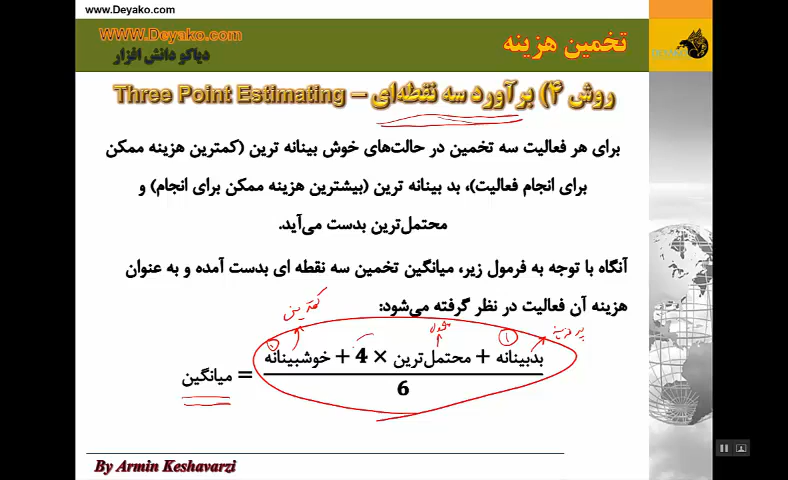 www.Deyako.com
WWW.Deyako.com
دیاکو دانش افزار
تخمین هزینه
DEYAKO
روش ۴) برآورد سه نقطه‌ای – Three Point Estimating
برای هر فعالیت سه تخمین در حالت‌های خوش بینانه ترین (کمترین هزینه ممکن
برای انجام فعالیت)، بد بینانه ترین (بیشترین هزینه ممکن برای انجام) و
محتمل‌ترین بدست می‌آید.
آنگاه با توجه به فرمول زیر، میانگین تخمین سه نقطه ای بدست آمده و به عنوان
هزینه آن فعالیت در نظر گرفته می‌شود:
کمترین
میانگین = خوشبینانه + 4 × محتمل‌ترین + بدبینانه
6
By Armin Keshavarzi